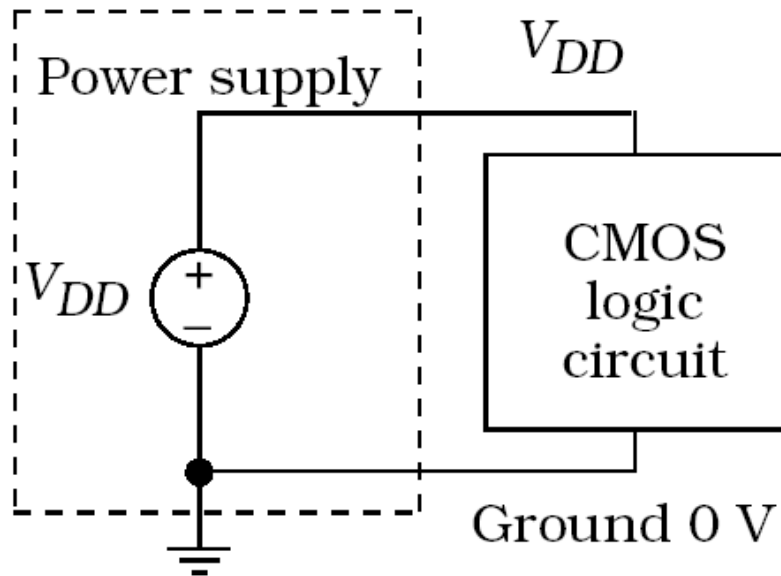 V_DD
Power supply
V_DD
+
−
CMOS
logic
circuit
Ground 0 V